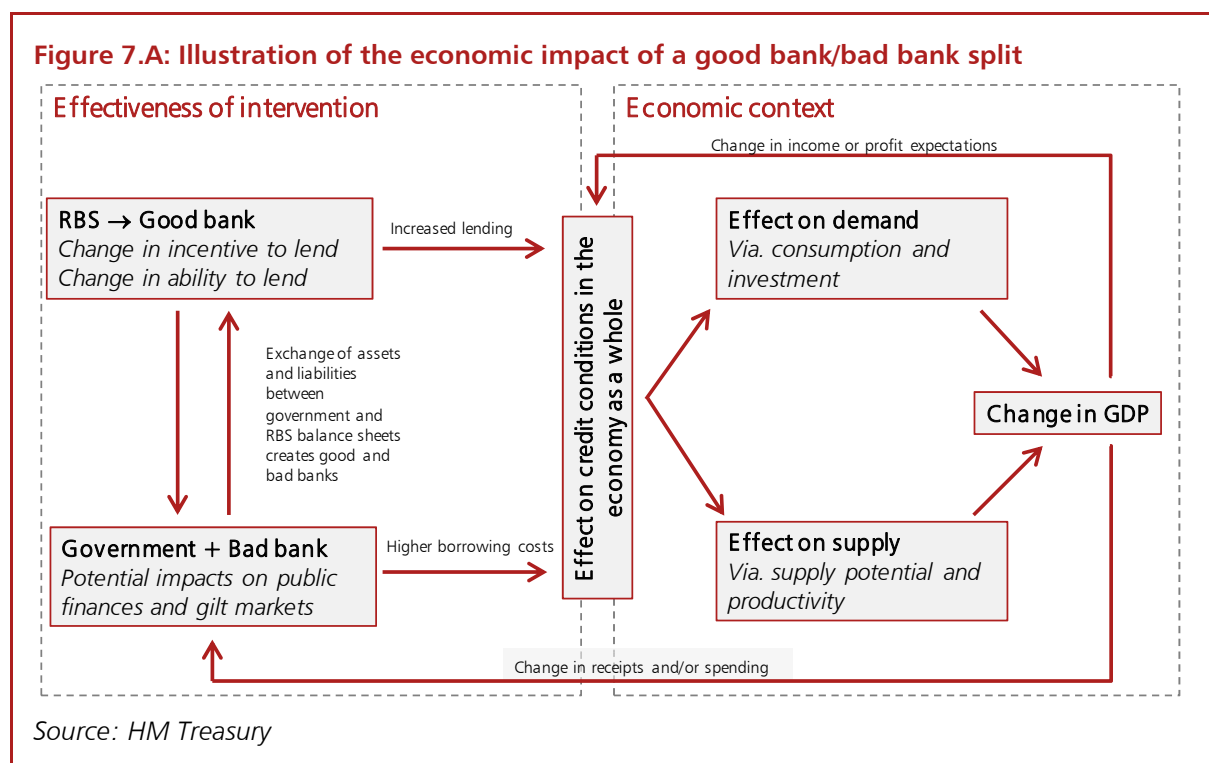 Figure 7.A: Illustration of the economic impact of a good bank/bad bank split
Effectiveness of intervention
Economic context
Change in income or profit expectations
RBS → Good bank
Change in incentive to lend
Change in ability to lend
Increased lending
Effect on credit conditions in the
economy as a whole
Effect on demand
Via. consumption and
investment
Exchange of assets
and liabilities
between
government and
RBS balance sheets
creates good and
bad banks
Change in GDP
Government + Bad bank
Potential impacts on public
finances and gilt markets
Higher borrowing costs
Effect on supply
Via. supply potential and
productivity
Change in receipts and/or spending
Source: HM Treasury